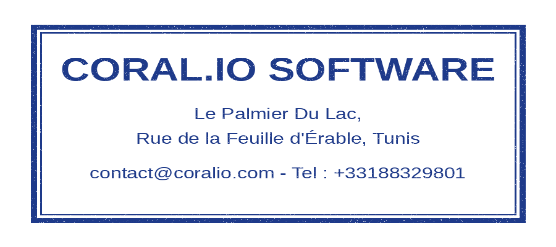 CORAL.IO SOFTWARE
Le Palmier Du Lac,
Rue de la Feuille d'Érable, Tunis
contact@coralio.com - Tel : +33188329801